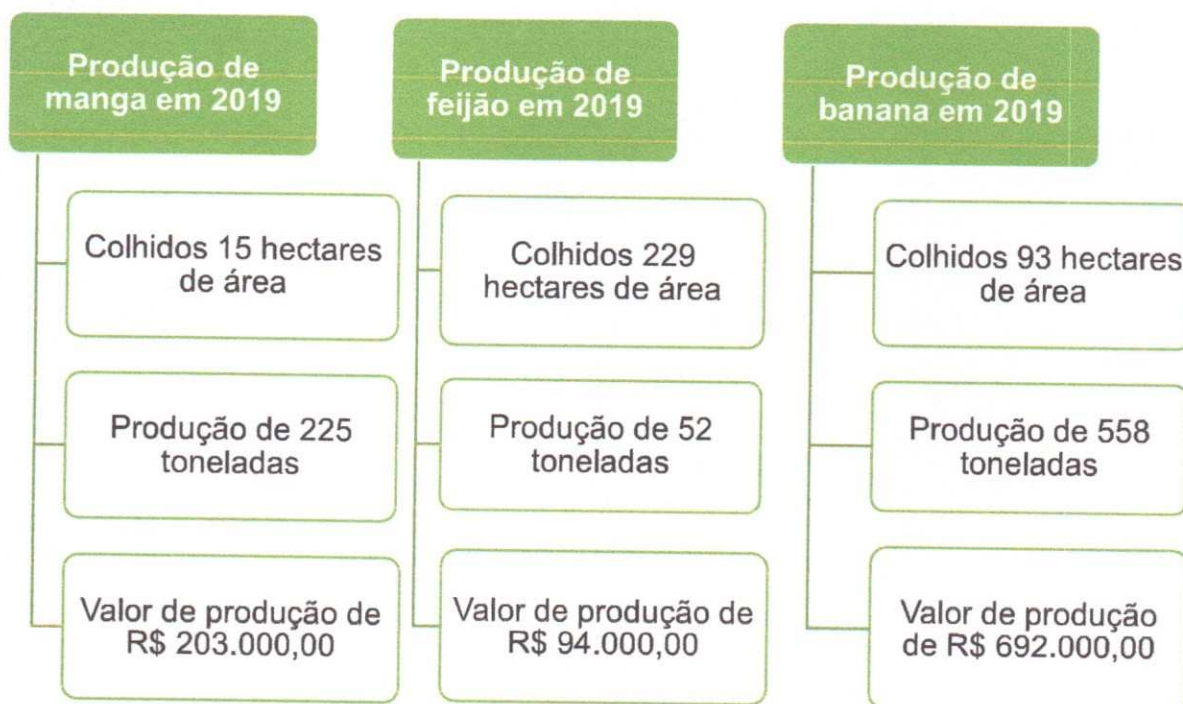 Produção de
manga em 2019
Colhidos 15 hectares
de área
Produção de 225
toneladas
Valor de produção de
R$ 203.000,00
Produção de
feijão em 2019
Colhidos 229
hectares de área
Produção de 52
toneladas
Valor de produção de
R$ 94.000,00
Produção de
banana em 2019
Colhidos 93 hectares
de área
Produção de 558
toneladas
Valor de produção
de R$ 692.000,00